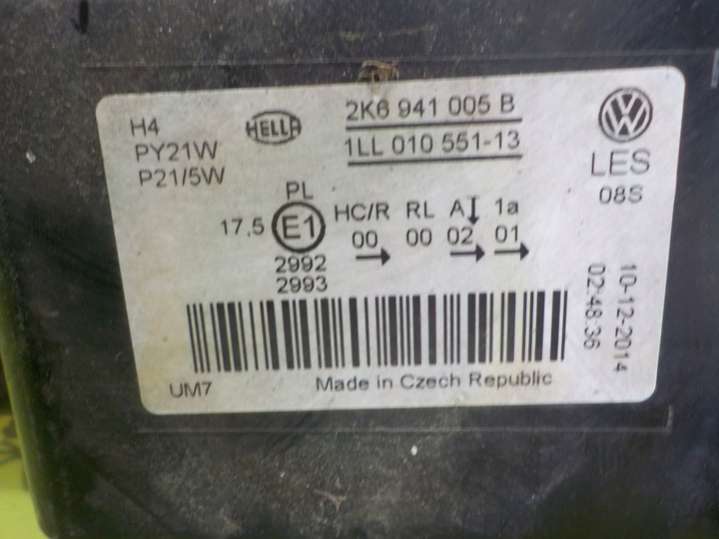 H4
PY21W
P21/5W
HELLA
2K6 941 005 B
1LL 010 551-13
LES
08S
PL
17,5 E1
2992
2993
HC/R RL A 1a
00 00 02 01
10-12-2014
02:48:36
UM7
Made in Czech Republic